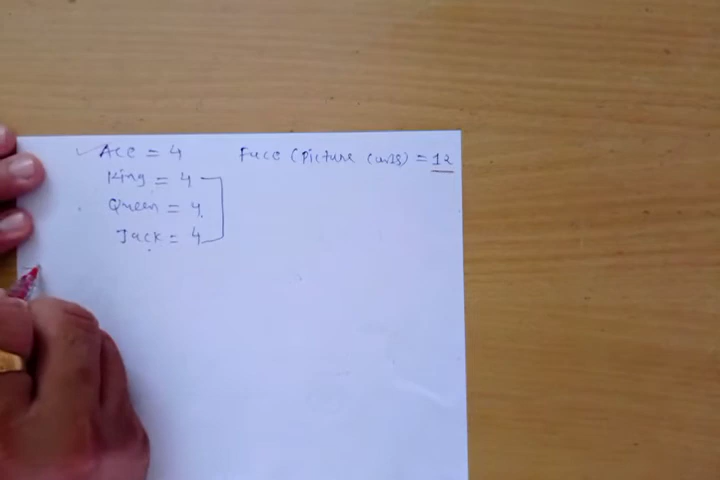 Ace = 4
Face (Picture Cards) = 12
King = 4
Queen = 4
Jack = 4